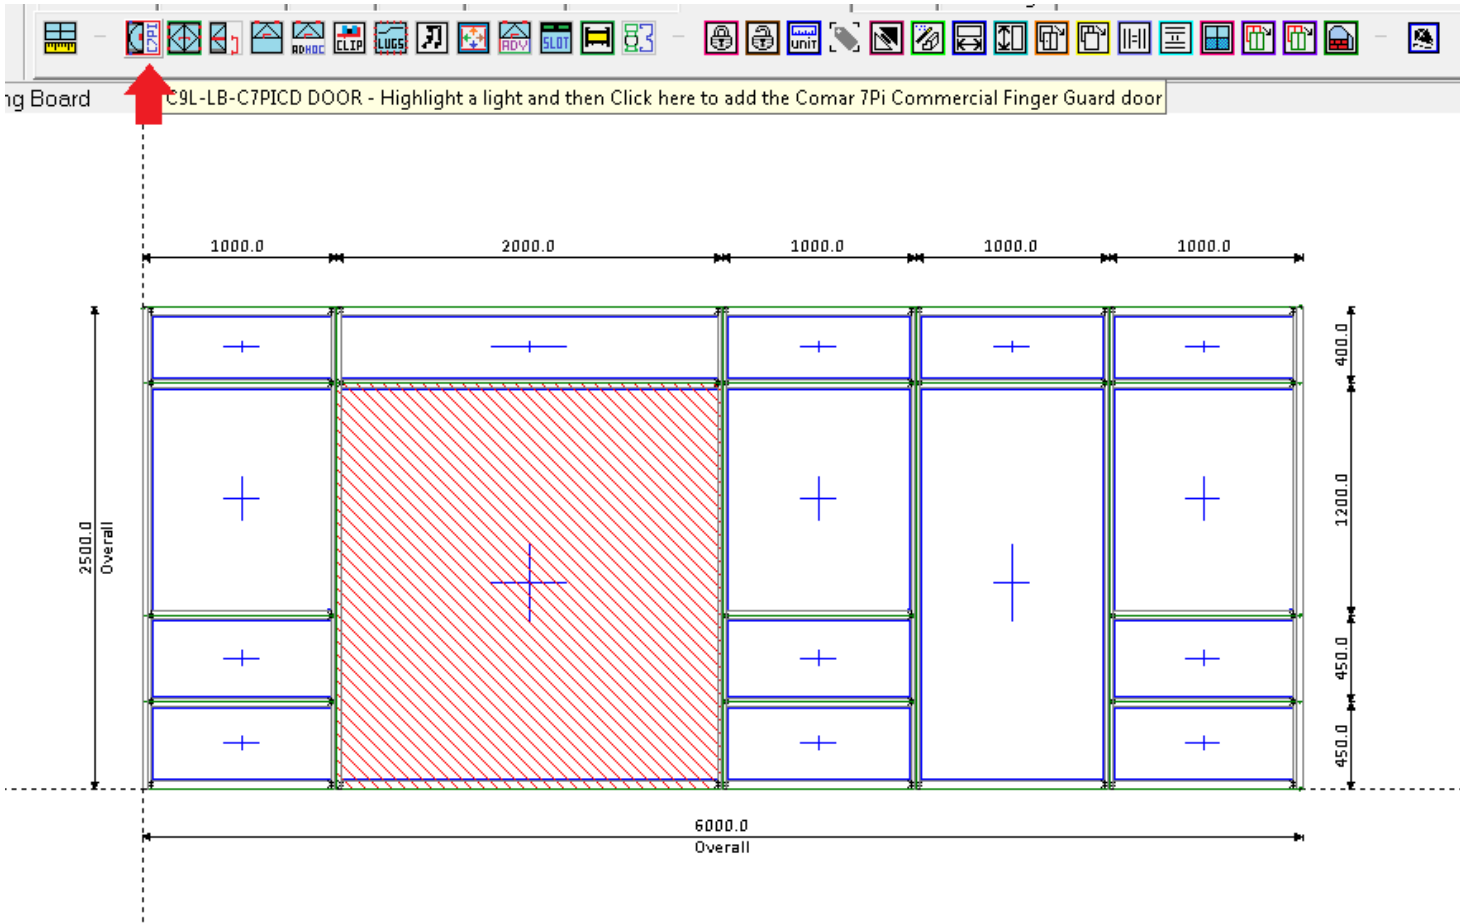 CPI
ADHOC
CLIP
LUGS
ADV
SLOT
unit
ng Board
C9L-LB-C7PICD DOOR - Highlight a light and then Click here to add the Comar 7Pi Commercial Finger Guard door
1000.0
2000.0
1000.0
1000.0
1000.0
400.0
1200.0
2500.0
Overall
450.0
450.0
6000.0
Overall